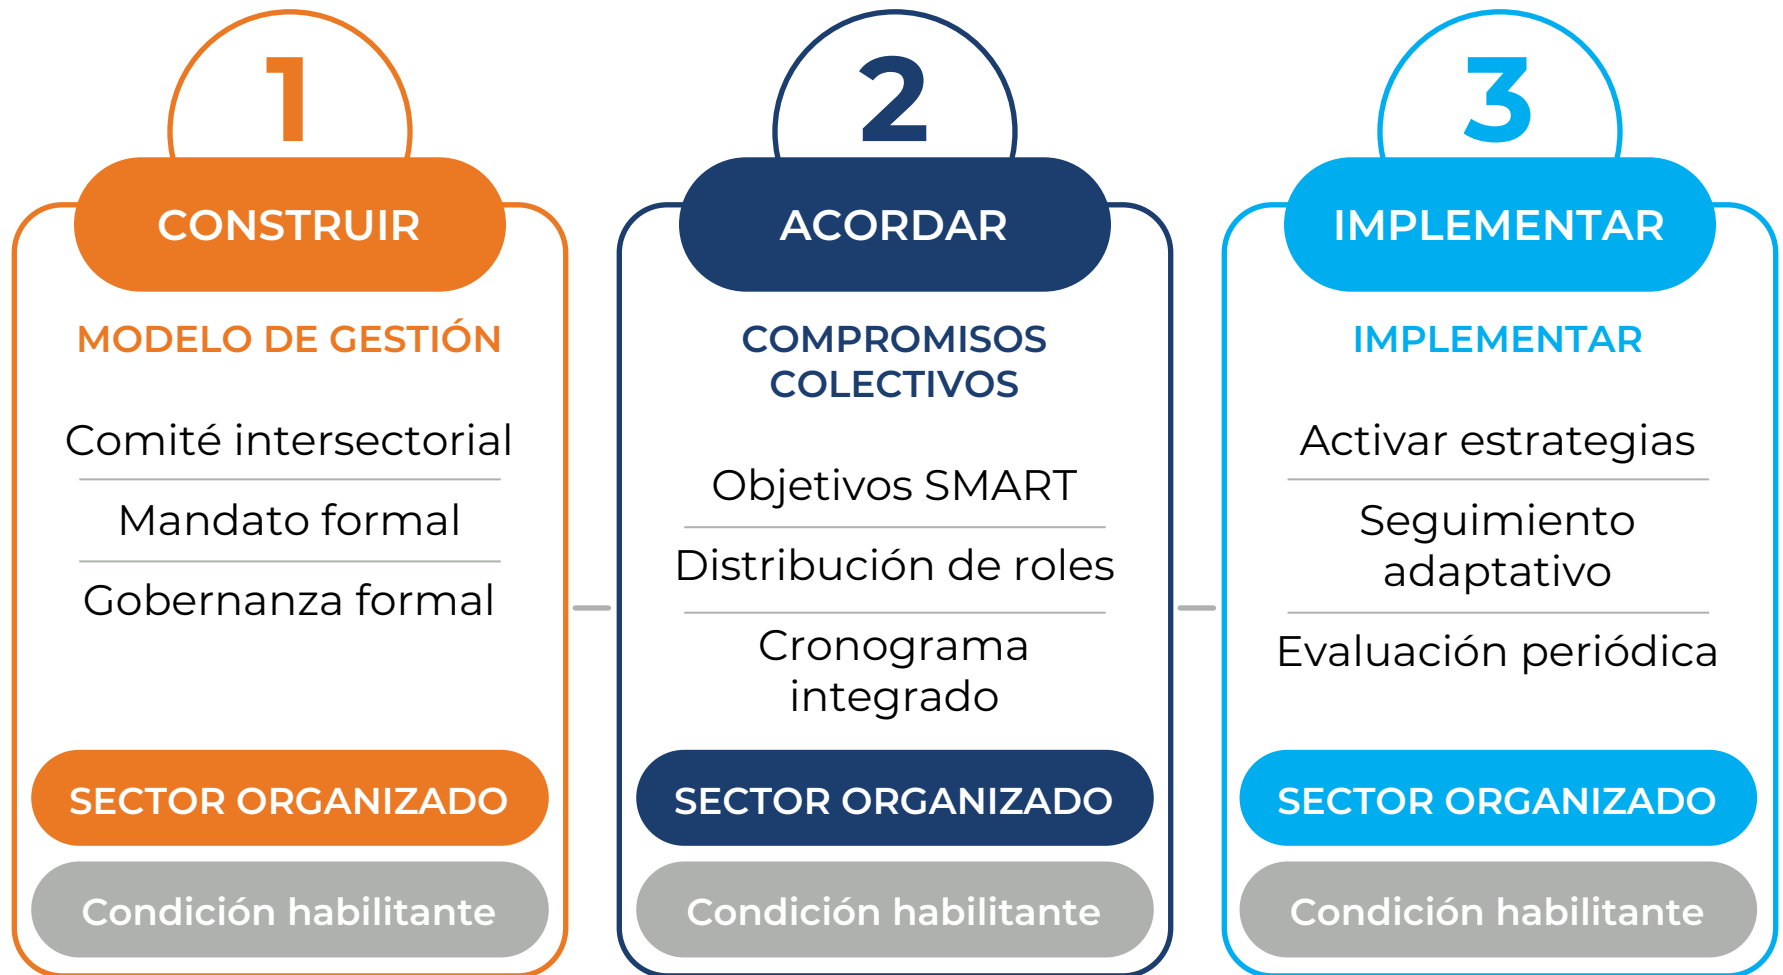 1
CONSTRUIR
MODELO DE GESTIÓN
Comité intersectorial
Mandato formal
Gobernanza formal
SECTOR ORGANIZADO
Condición habilitante
2
ACORDAR
COMPROMISOS
COLECTIVOS
Objetivos SMART
Distribución de roles
Cronograma
integrado
SECTOR ORGANIZADO
Condición habilitante
3
IMPLEMENTAR
IMPLEMENTAR
Activar estrategias
Seguimiento
adaptativo
Evaluación periódica
SECTOR ORGANIZADO
Condición habilitante